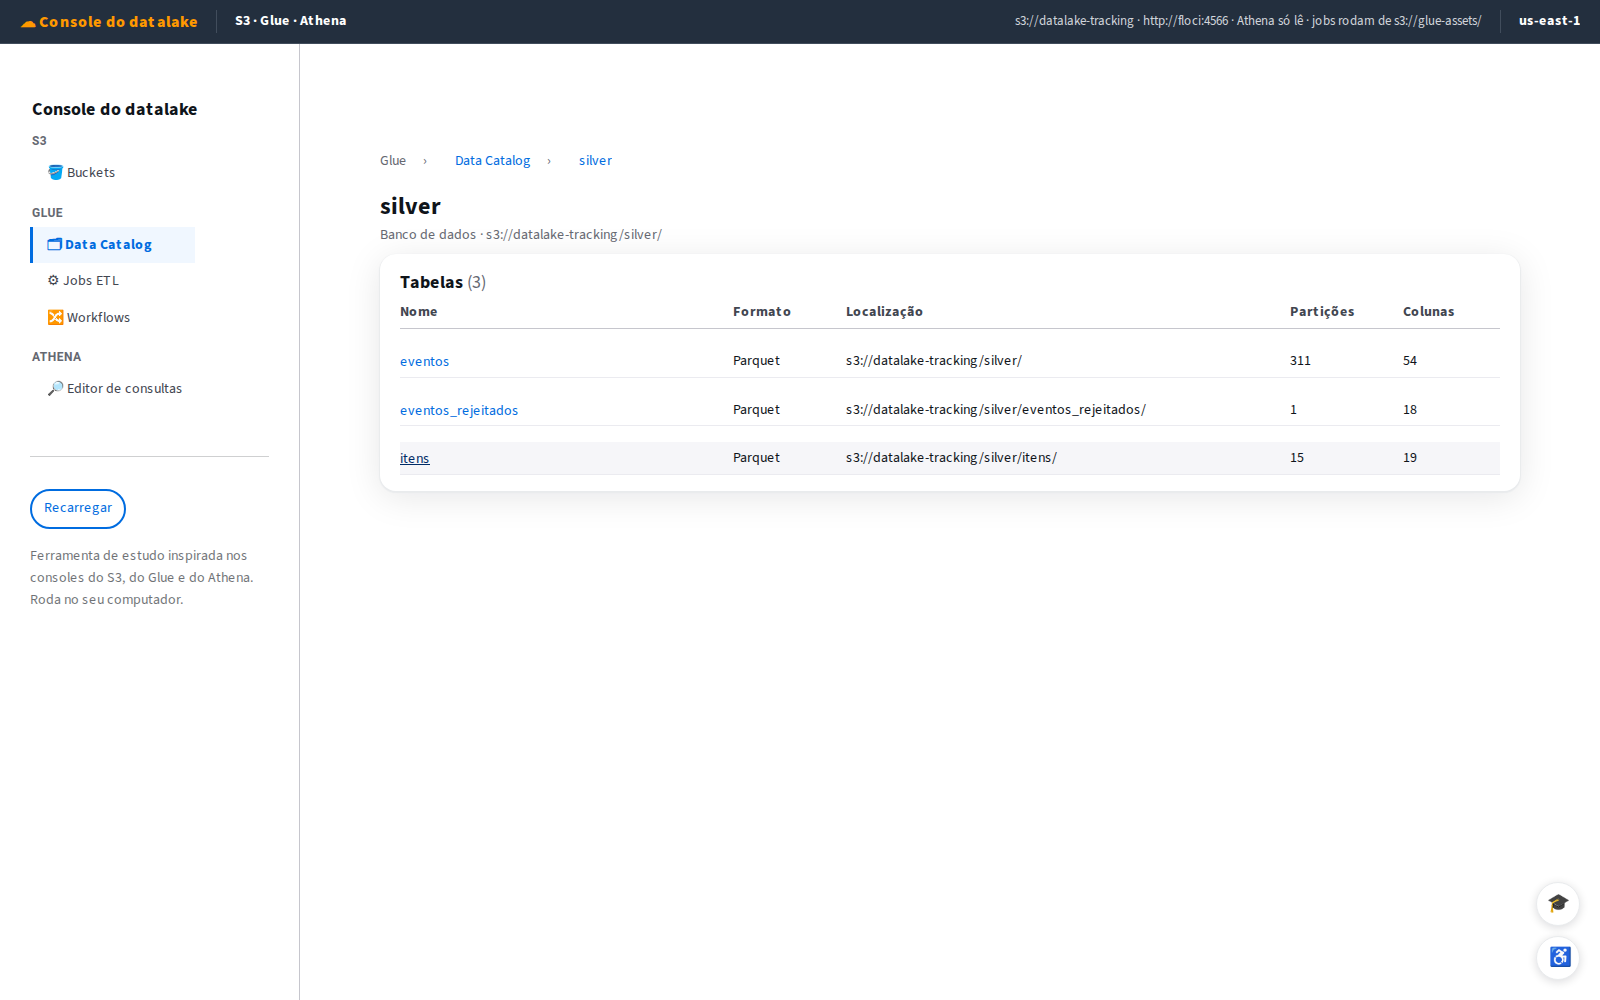 ☁ Console do datalake
S3 · Glue · Athena
s3://datalake-tracking · http://floci:4566 · Athena só lê · jobs rodam de s3://glue-assets/
us-east-1
Console do datalake
S3
Buckets
GLUE
Data Catalog
Jobs ETL
Workflows
ATHENA
Editor de consultas
Recarregar
Ferramenta de estudo inspirada nos
consoles do S3, do Glue e do Athena.
Roda no seu computador.
Glue › Data Catalog › silver
silver
Banco de dados · s3://datalake-tracking/silver/
Tabelas (3)
Nome Formato Localização Partições Colunas
eventos Parquet s3://datalake-tracking/silver/ 311 54
eventos_rejeitados Parquet s3://datalake-tracking/silver/eventos_rejeitados/ 1 18
itens Parquet s3://datalake-tracking/silver/itens/ 15 19